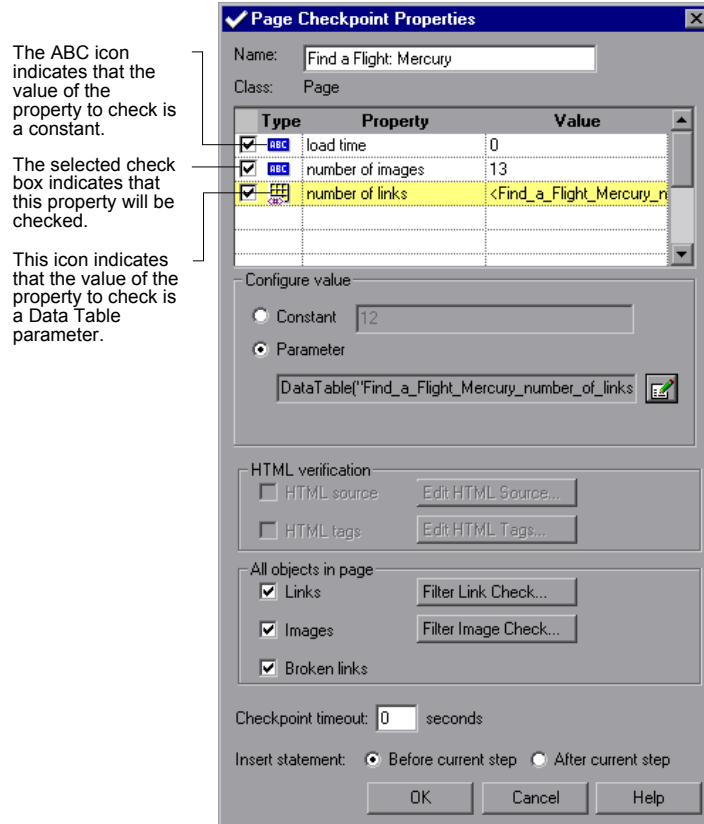 Page Checkpoint Properties
The ABC icon
indicates that the
value of the
property to check is
a constant.
The selected check
box indicates that
this property will be
checked.
This icon indicates
that the value of the
property to check is
a Data Table
parameter.
Name: Find a Flight: Mercury
Class: Page
Type Property Value
ABC load time 0
ABC number of images 13
<#> number of links <Find_a_Flight_Mercury_n
Configure value
Constant 12
Parameter
DataTable("Find_a_Flight_Mercury_number_of_links
HTML verification
HTML source Edit HTML Source...
HTML tags Edit HTML Tags...
All objects in page
Links Filter Link Check...
Images Filter Image Check...
Broken links
Checkpoint timeout: 0 seconds
Insert statement: Before current step After current step
OK Cancel Help